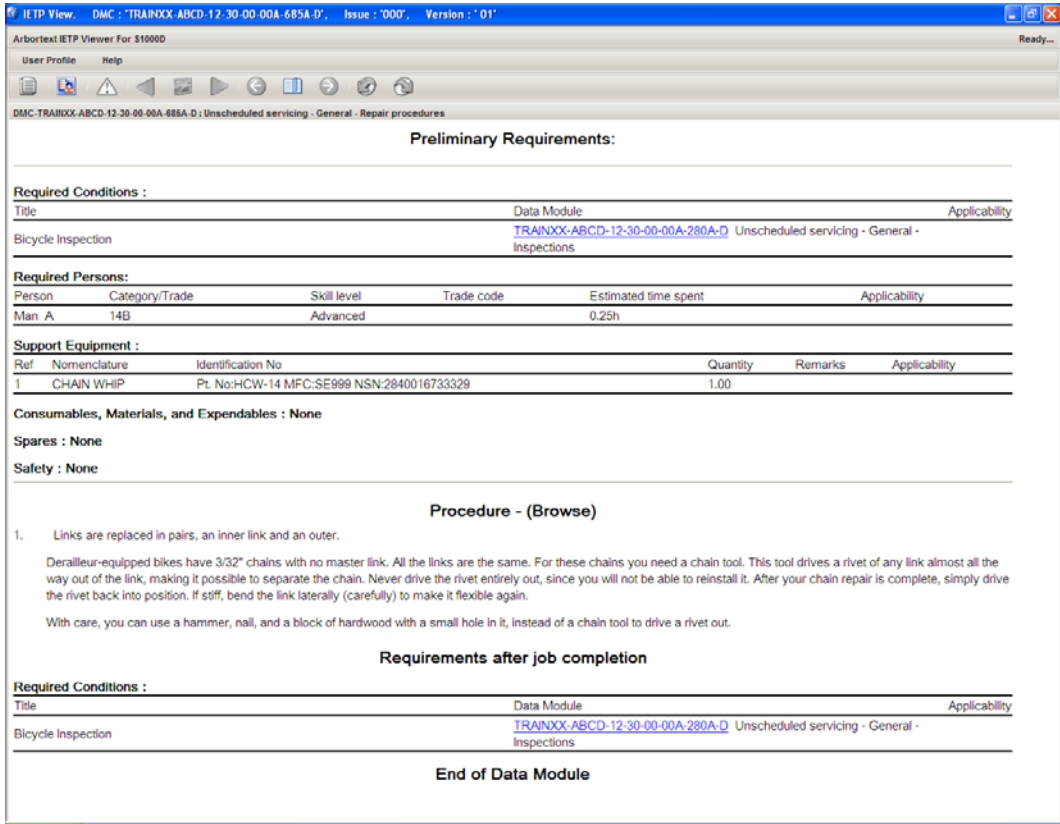 IETP View. DMC : 'TRAINXX-ABCD-12-30-00-00A-685A-D', Issue : '000', Version : ' 01'
Arbortext IETP Viewer For S1000D Ready...
User Profile Help
DMC-TRAINXX-ABCD-12-30-00-00A-685A-D : Unscheduled servicing - General - Repair procedures
Preliminary Requirements:
Required Conditions :
Title Data Module Applicability
Bicycle Inspection TRAINXX-ABCD-12-30-00-00A-280A-D Unscheduled servicing - General -
Inspections
Required Persons:
Person Category/Trade Skill level Trade code Estimated time spent Applicability
Man A 14B Advanced 0.25h
Support Equipment :
Ref Nomenclature Identification No Quantity Remarks Applicability
1 CHAIN WHIP Pt. No:HCW-14 MFC:SE999 NSN:2840016733329 1.00
Consumables, Materials, and Expendables : None
Spares : None
Safety : None
Procedure - (Browse)
1. Links are replaced in pairs, an inner link and an outer.
Derailleur-equipped bikes have 3/32" chains with no master link. All the links are the same. For these chains you need a chain tool. This tool drives a rivet of any link almost all the
way out of the link, making it possible to separate the chain. Never drive the rivet entirely out, since you will not be able to reinstall it. After your chain repair is complete, simply drive
the rivet back into position. If stiff, bend the link laterally (carefully) to make it flexible again.
With care, you can use a hammer, nail, and a block of hardwood with a small hole in it, instead of a chain tool to drive a rivet out.
Requirements after job completion
Required Conditions :
Title Data Module Applicability
Bicycle Inspection TRAINXX-ABCD-12-30-00-00A-280A-D Unscheduled servicing - General -
Inspections
End of Data Module